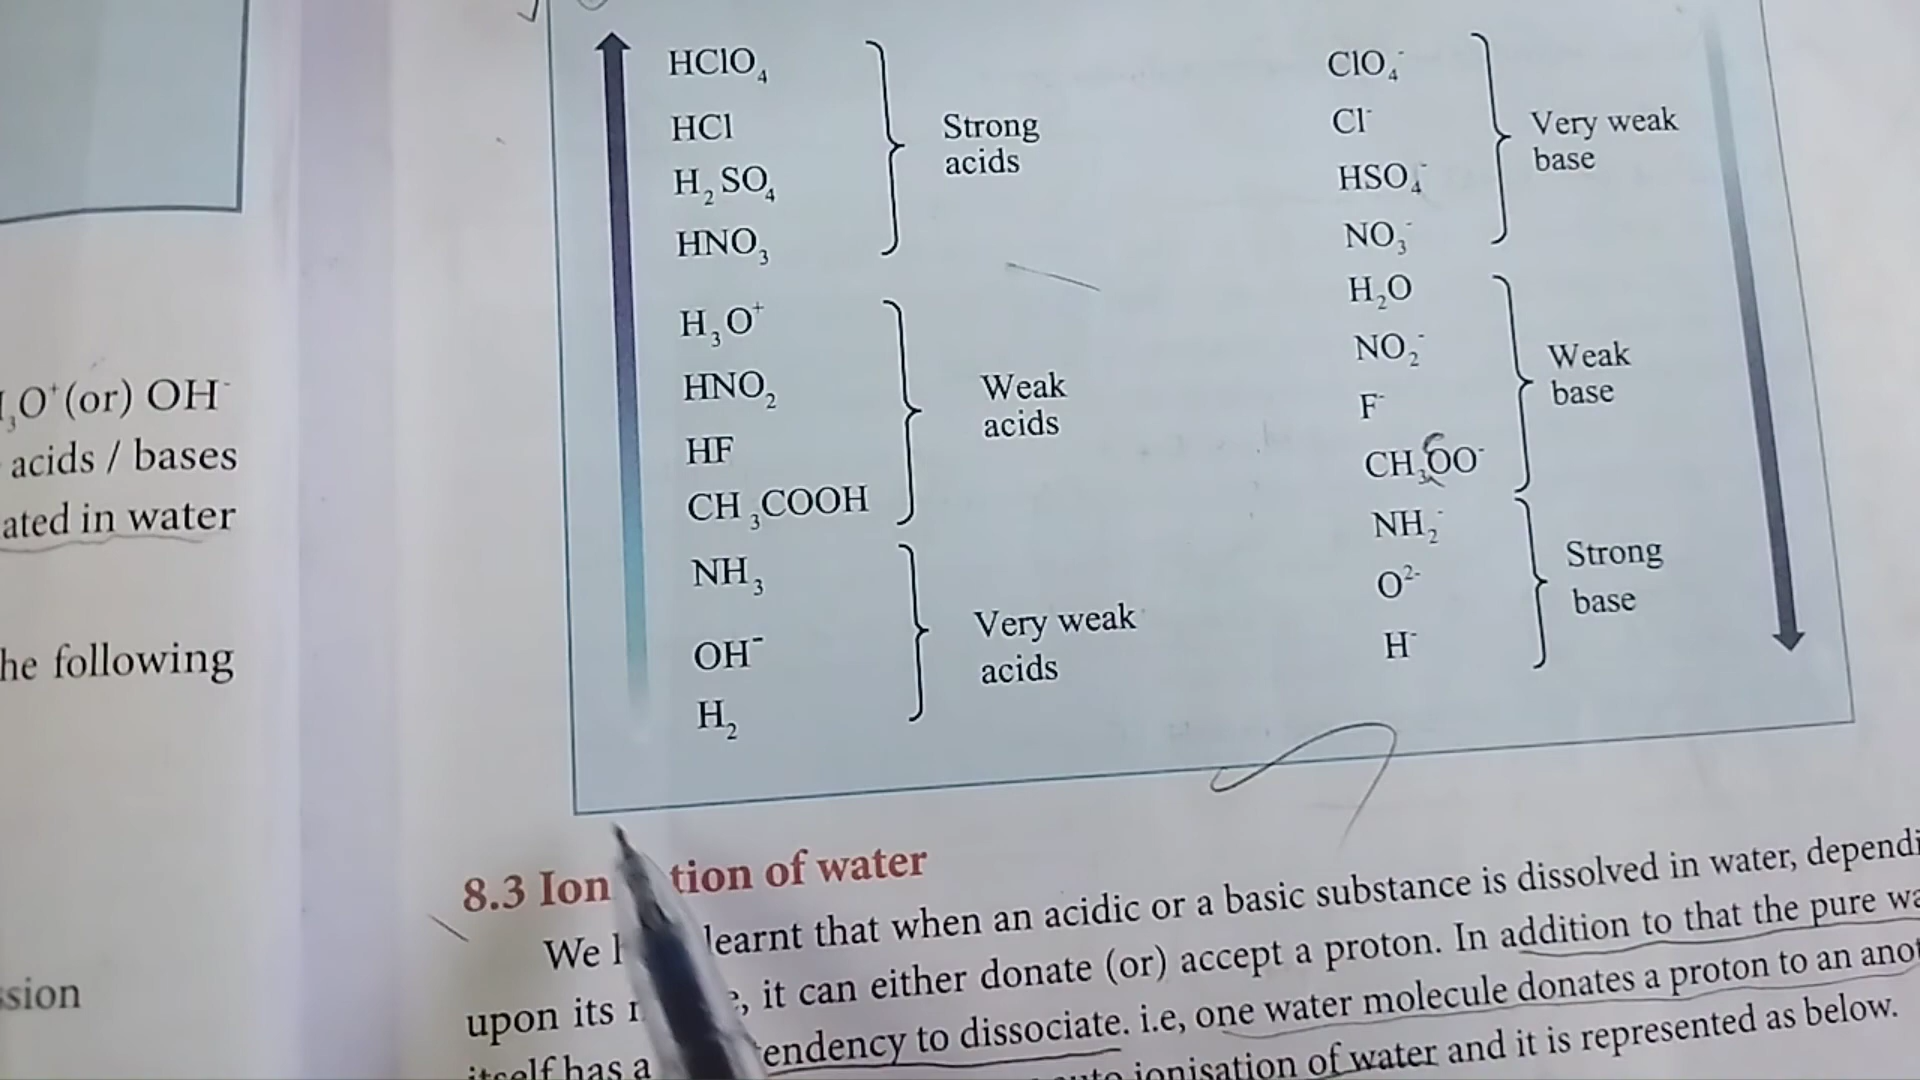 ,O⁺ (or) OH⁻
acids / bases
ated in water
he following
ssion
HClO₄
HCl
H₂SO₄
HNO₃
Strong
acids
H₃O⁺
HNO₂
HF
CH₃COOH
Weak
acids
NH₃
OH⁻
H₂
Very weak
acids
ClO₄⁻
Cl⁻
HSO₄⁻
NO₃⁻
Very weak
base
H₂O
NO₂⁻
F⁻
CH₃OO⁻
Weak
base
NH₂⁻
O²⁻
H⁻
Strong
base
8.3 Ion tion of water
We learnt that when an acidic or a basic substance is dissolved in water, dependi
upon its , it can either donate (or) accept a proton. In addition to that the pure wa
itself has a endency to dissociate. i.e, one water molecule donates a proton to an anot
ionisation of water and it is represented as below.